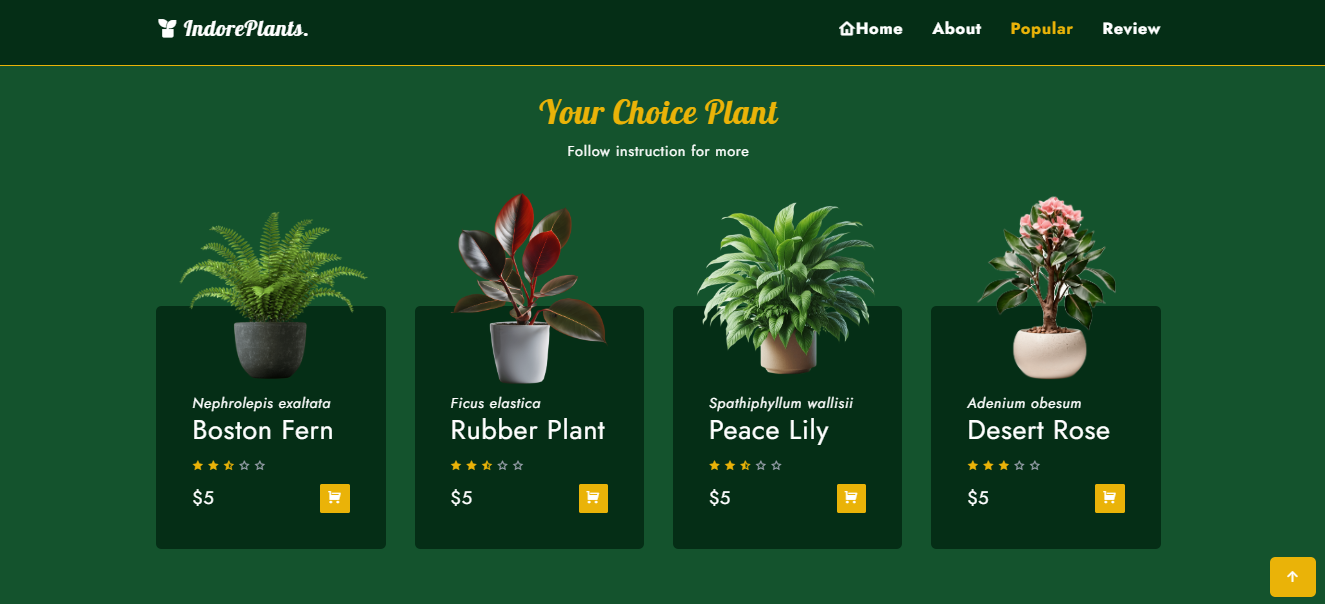 IndorePlants.
Home About Popular Review
Your Choice Plant
Follow instruction for more
Nephrolepis exaltata
Boston Fern
$5
Ficus elastica
Rubber Plant
$5
Spathiphyllum wallisii
Peace Lily
$5
Adenium obesum
Desert Rose
$5